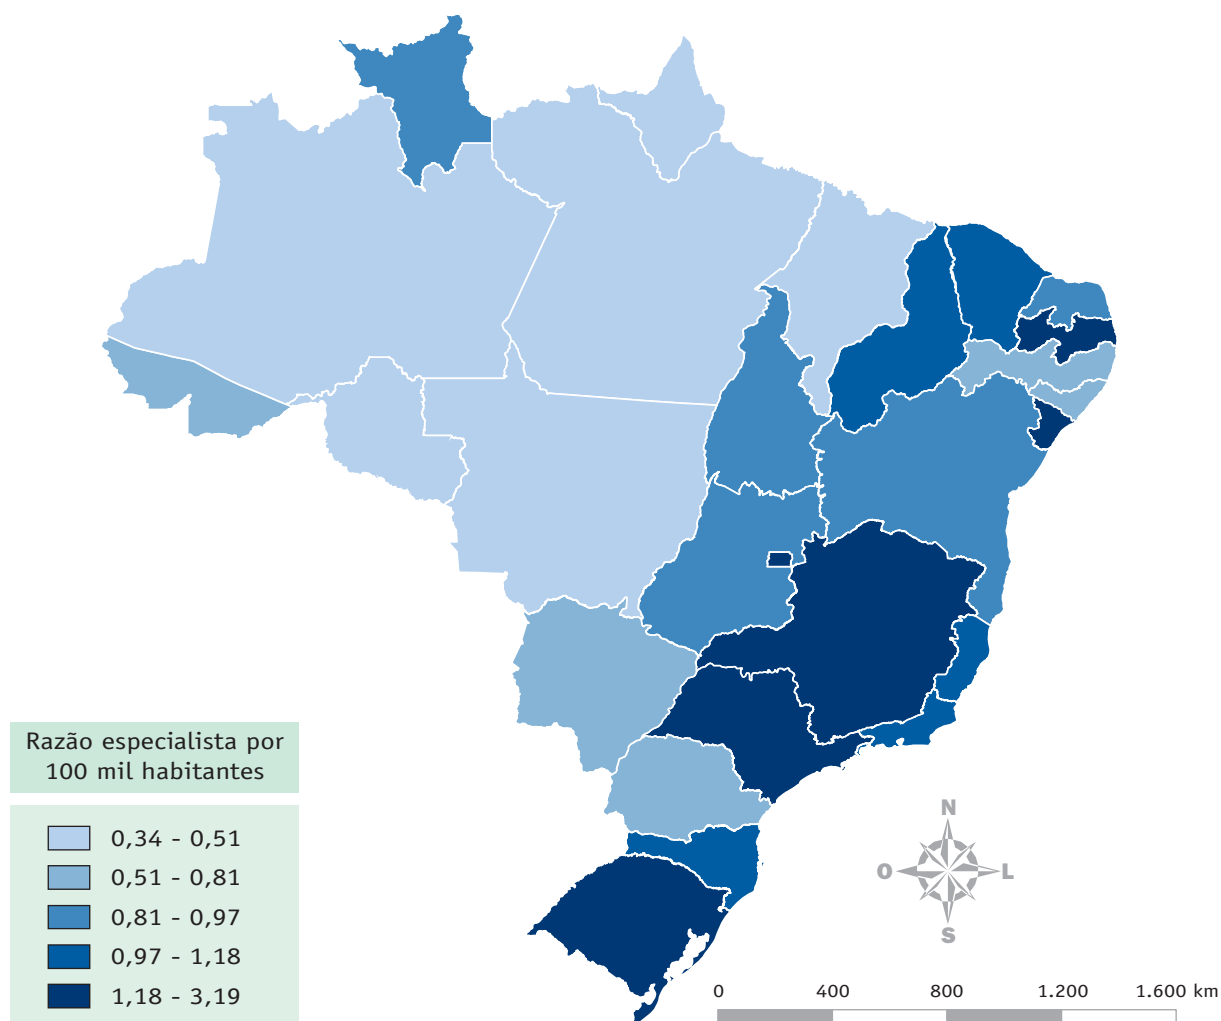 Razão especialista por
100 mil habitantes
0,34 - 0,51
0,51 - 0,81
0,81 - 0,97
0,97 - 1,18
1,18 - 3,19
N
O
L
S
0 400 800 1.200 1.600 km